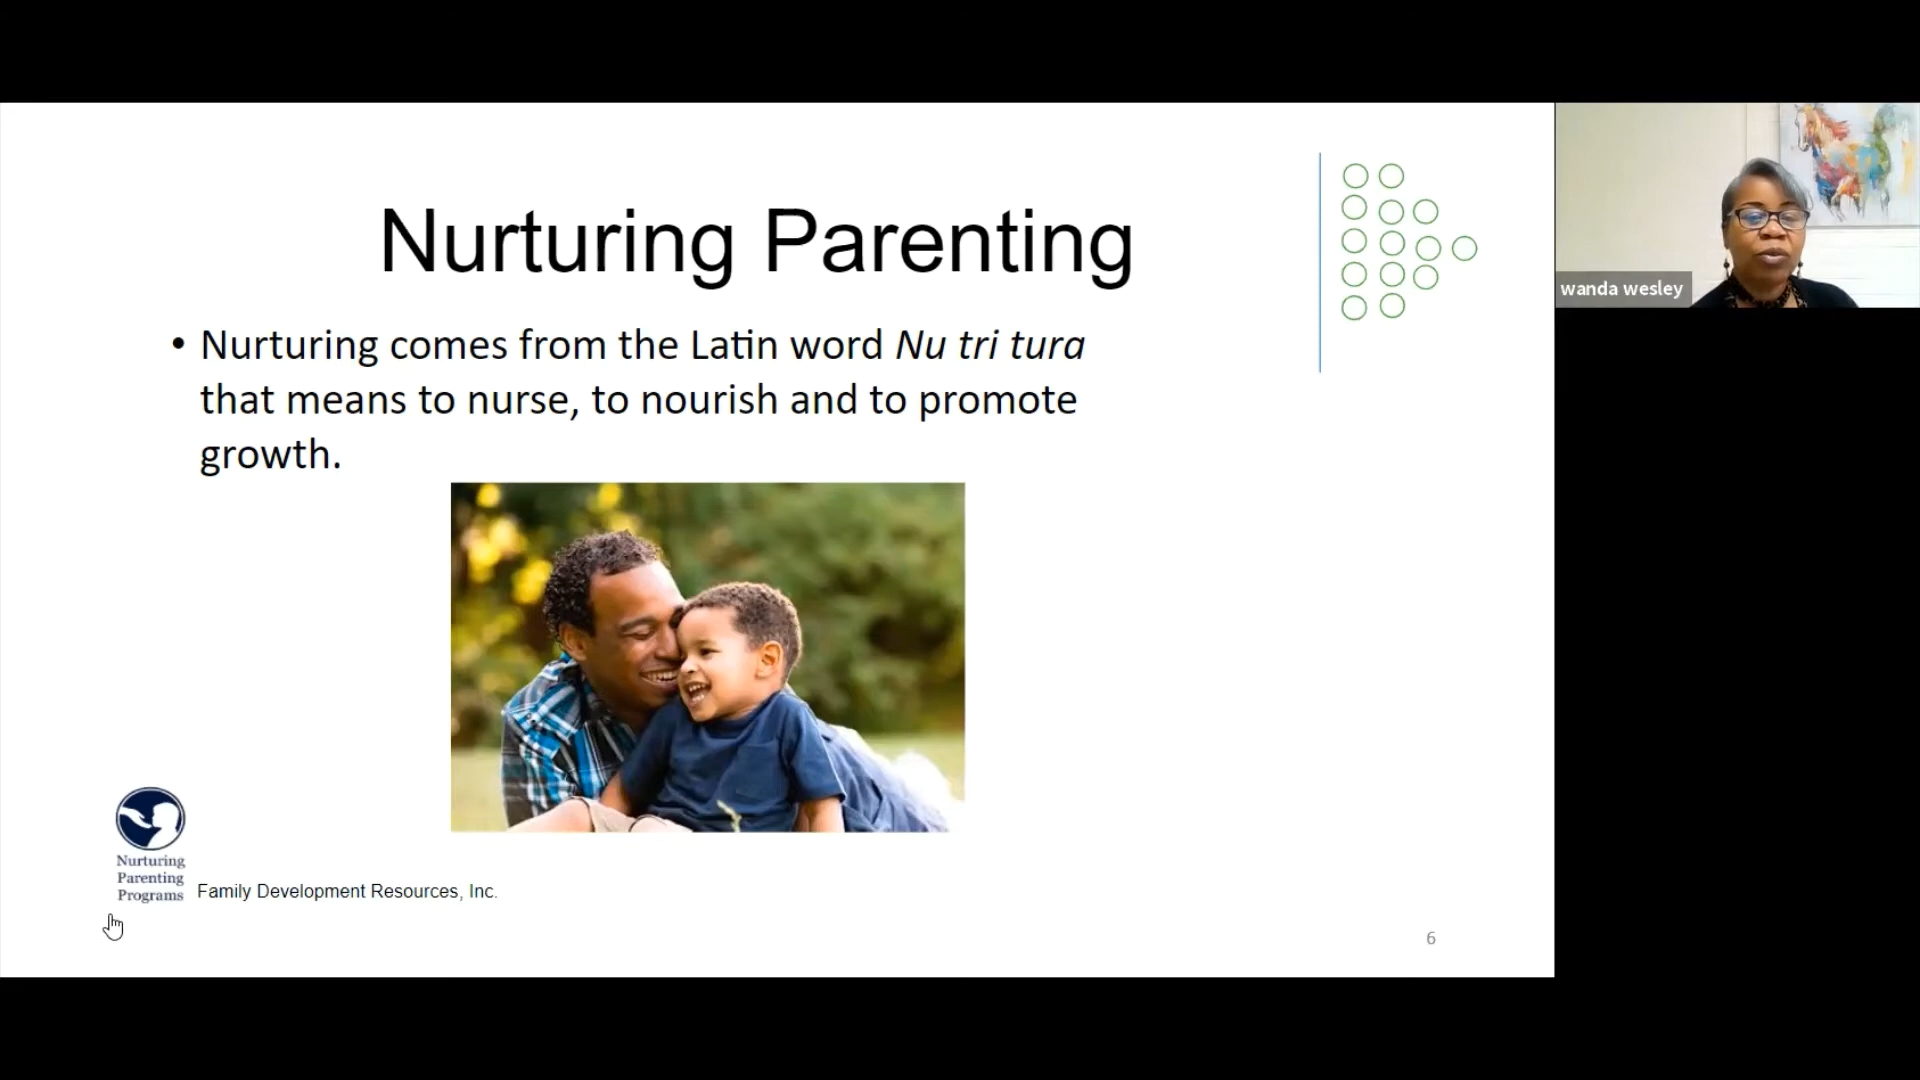 Nurturing Parenting
• Nurturing comes from the Latin word Nu tri tura
that means to nurse, to nourish and to promote
growth.
wanda wesley
Nurturing
Parenting
Programs
Family Development Resources, Inc.
6